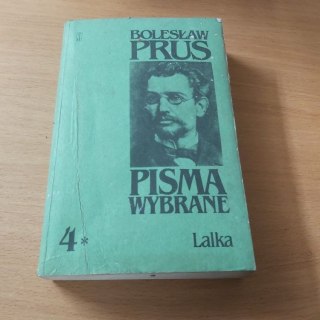 BOLESŁAW
PRUS
PISMA
WYBRANE
4*
Lalka